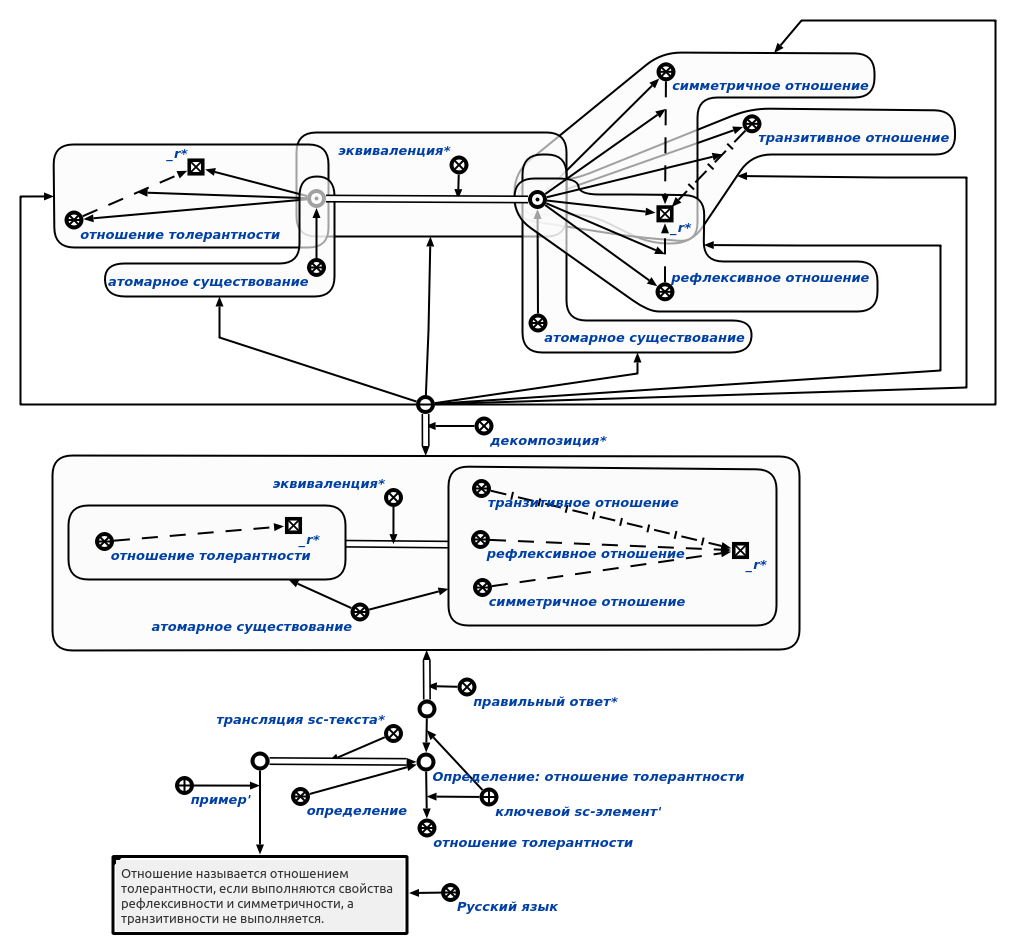 симметричное отношение
транзитивное отношение
эквиваленция*
_r*
отношение толерантности
_r*
рефлексивное отношение
атомарное существование
атомарное существование
декомпозиция*
эквиваленция*
транзитивное отношение
_r*
отношение толерантности
рефлексивное отношение
_r*
симметричное отношение
атомарное существование
правильный ответ*
трансляция sc-текста*
Определение: отношение толерантности
пример'
определение
ключевой sc-элемент'
отношение толерантности
Отношение называется отношением
толерантности, если выполняются свойства
рефлексивности и симметричности, а
транзитивности не выполняется.
Русский язык